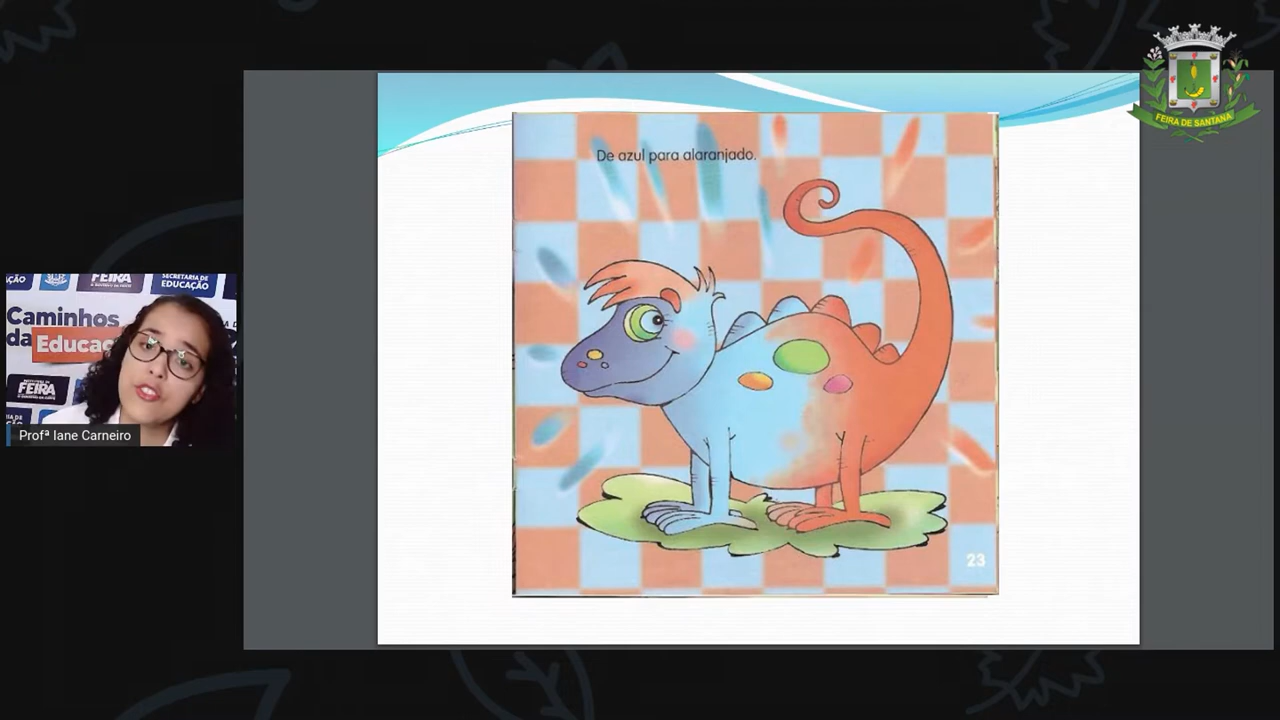 FEIRA DE SANTANA
De azul para alaranjado.
23
FEIRA
SECRETARIA DE
EDUCAÇÃO
Caminhos
da Educaç
FEIRA
Profª Iane Carneiro